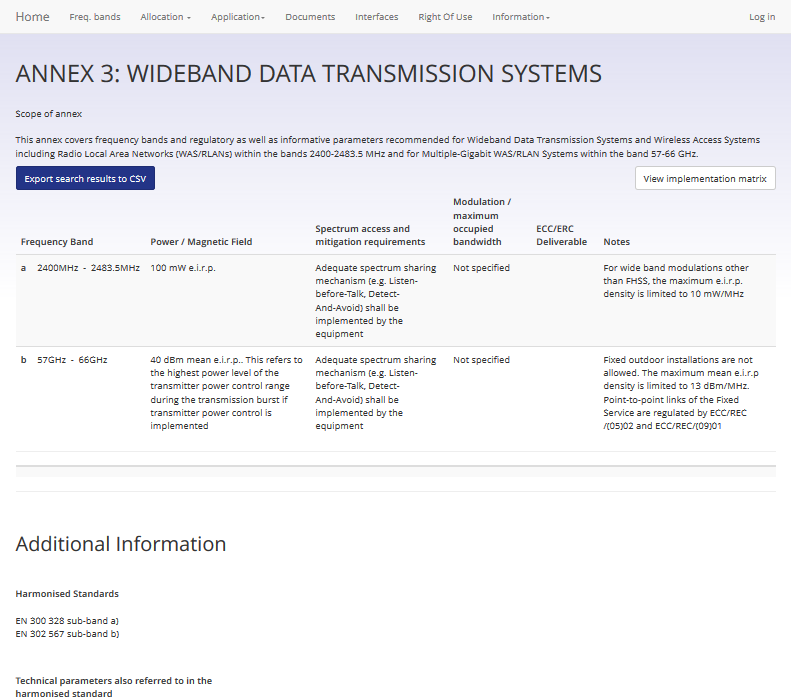 Home Freq. bands Allocation Application Documents Interfaces Right Of Use Information Log in
ANNEX 3: WIDEBAND DATA TRANSMISSION SYSTEMS
Scope of annex
This annex covers frequency bands and regulatory as well as informative parameters recommended for Wideband Data Transmission Systems and Wireless Access Systems
including Radio Local Area Networks (WAS/RLANs) within the bands 2400-2483.5 MHz and for Multiple-Gigabit WAS/RLAN Systems within the band 57-66 GHz.
Export search results to CSV
View implementation matrix
Frequency Band
Power / Magnetic Field
Spectrum access and
mitigation requirements
Modulation /
maximum
occupied
bandwidth
ECC/ERC
Deliverable
Notes
a 2400MHz - 2483.5MHz
100 mW e.i.r.p.
Adequate spectrum sharing
mechanism (e.g. Listen-
before-Talk, Detect-
And-Avoid) shall be
implemented by the
equipment
Not specified
For wide band modulations other
than FHSS, the maximum e.i.r.p.
density is limited to 10 mW/MHz
b 57GHz - 66GHz
40 dBm mean e.i.r.p.. This refers to
the highest power level of the
transmitter power control range
during the transmission burst if
transmitter power control is
implemented
Adequate spectrum sharing
mechanism (e.g. Listen-
before-Talk, Detect-
And-Avoid) shall be
implemented by the
equipment
Not specified
Fixed outdoor installations are not
allowed. The maximum mean e.i.r.p
density is limited to 13 dBm/MHz.
Point-to-point links of the Fixed
Service are regulated by ECC/REC
/(05)02 and ECC/REC/(09)01
Additional Information
Harmonised Standards
EN 300 328 sub-band a)
EN 302 567 sub-band b)
Technical parameters also referred to in the
harmonised standard